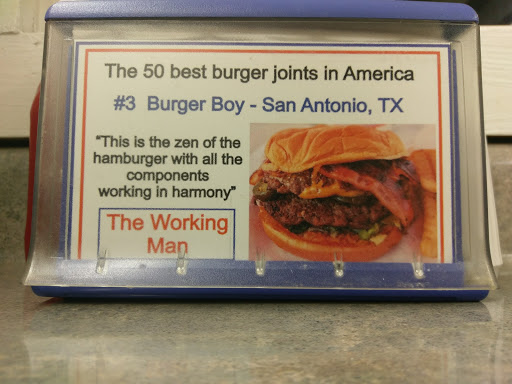 The 50 best burger joints in America
#3 Burger Boy - San Antonio, TX
"This is the zen of the
hamburger with all the
components
working in harmony"
The Working
Man